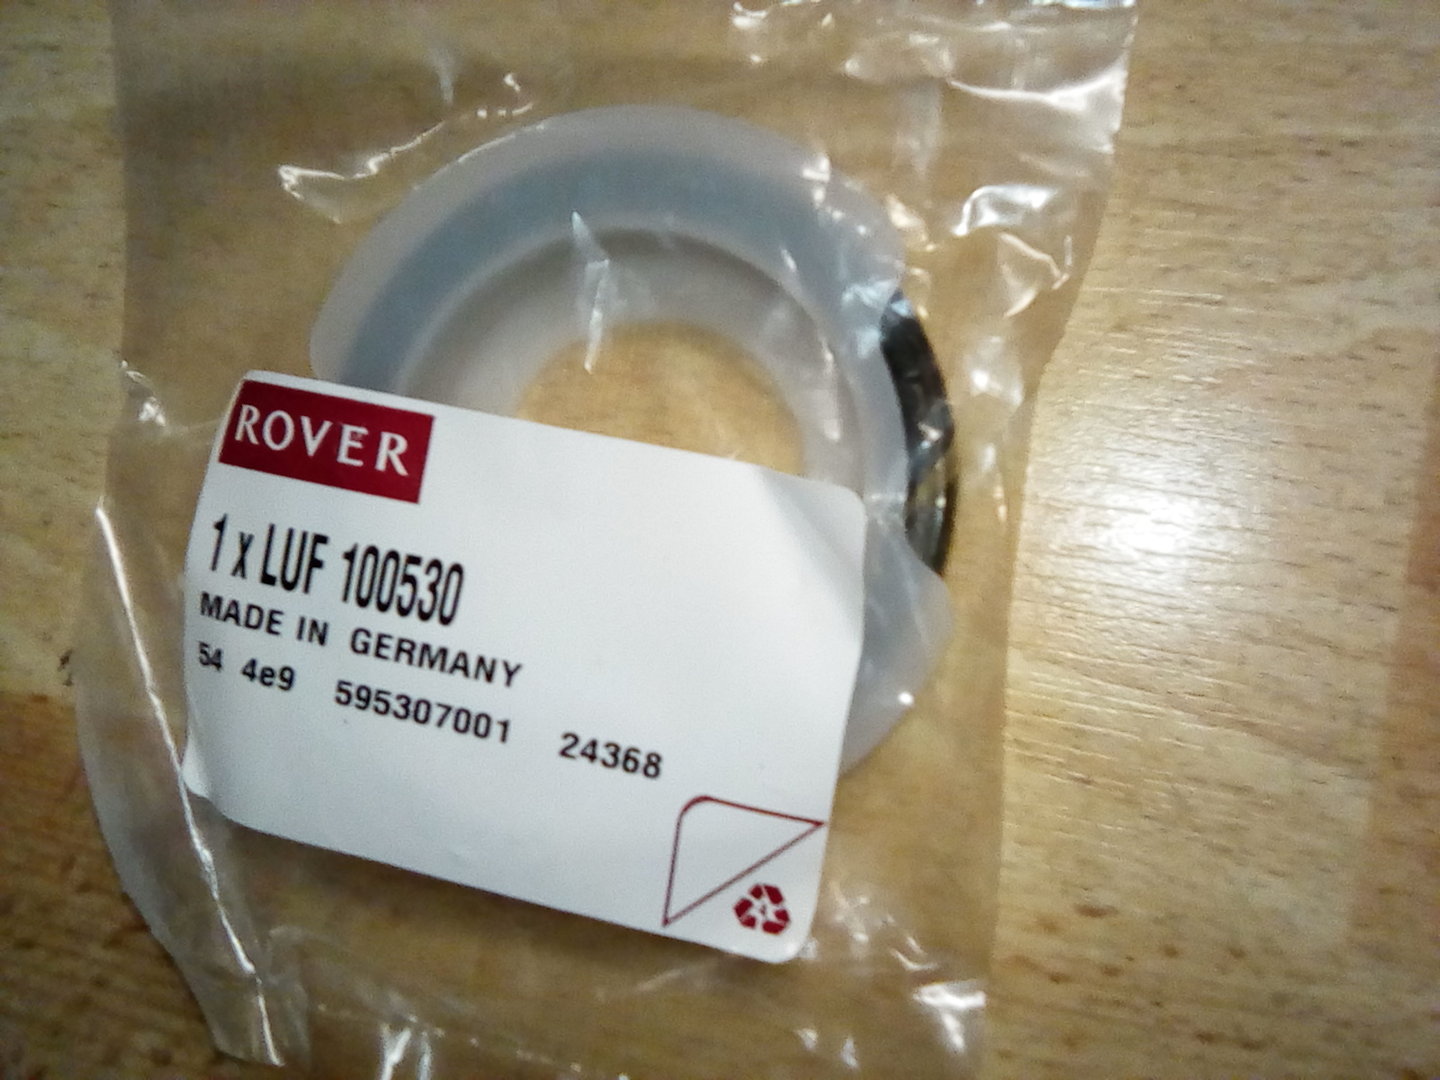 ROVER
1 x LUF 100530
MADE IN GERMANY
54 4e9 595307001 24368